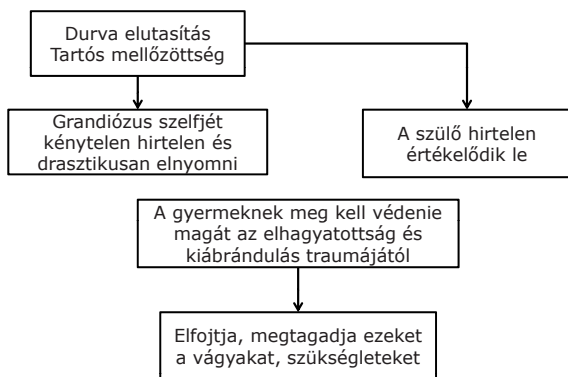 Durva elutasítás
Tartós mellőzöttség
Grandiózus szelfjét
kénytelen hirtelen és
drasztikusan elnyomni
A szülő hirtelen
értékelődik le
A gyermeknek meg kell védenie
magát az elhagyatottság és
kiábrándulás traumájától
Elfojtja, megtagadja ezeket
a vágyakat, szükségleteket